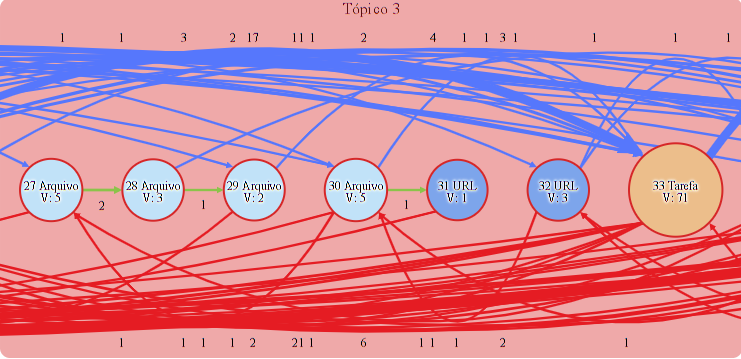 Tópico 3
1 1 3 2 17 11 1 2 4 1 1 3 1 1 1 1
27 Arquivo
V: 5
28 Arquivo
V: 3
29 Arquivo
V: 2
30 Arquivo
V: 5
31 URL
V: 1
32 URL
V: 3
33 Tarefa
V: 71
2 1 1
1 1 1 1 2 21 1 6 1 1 1 2 1